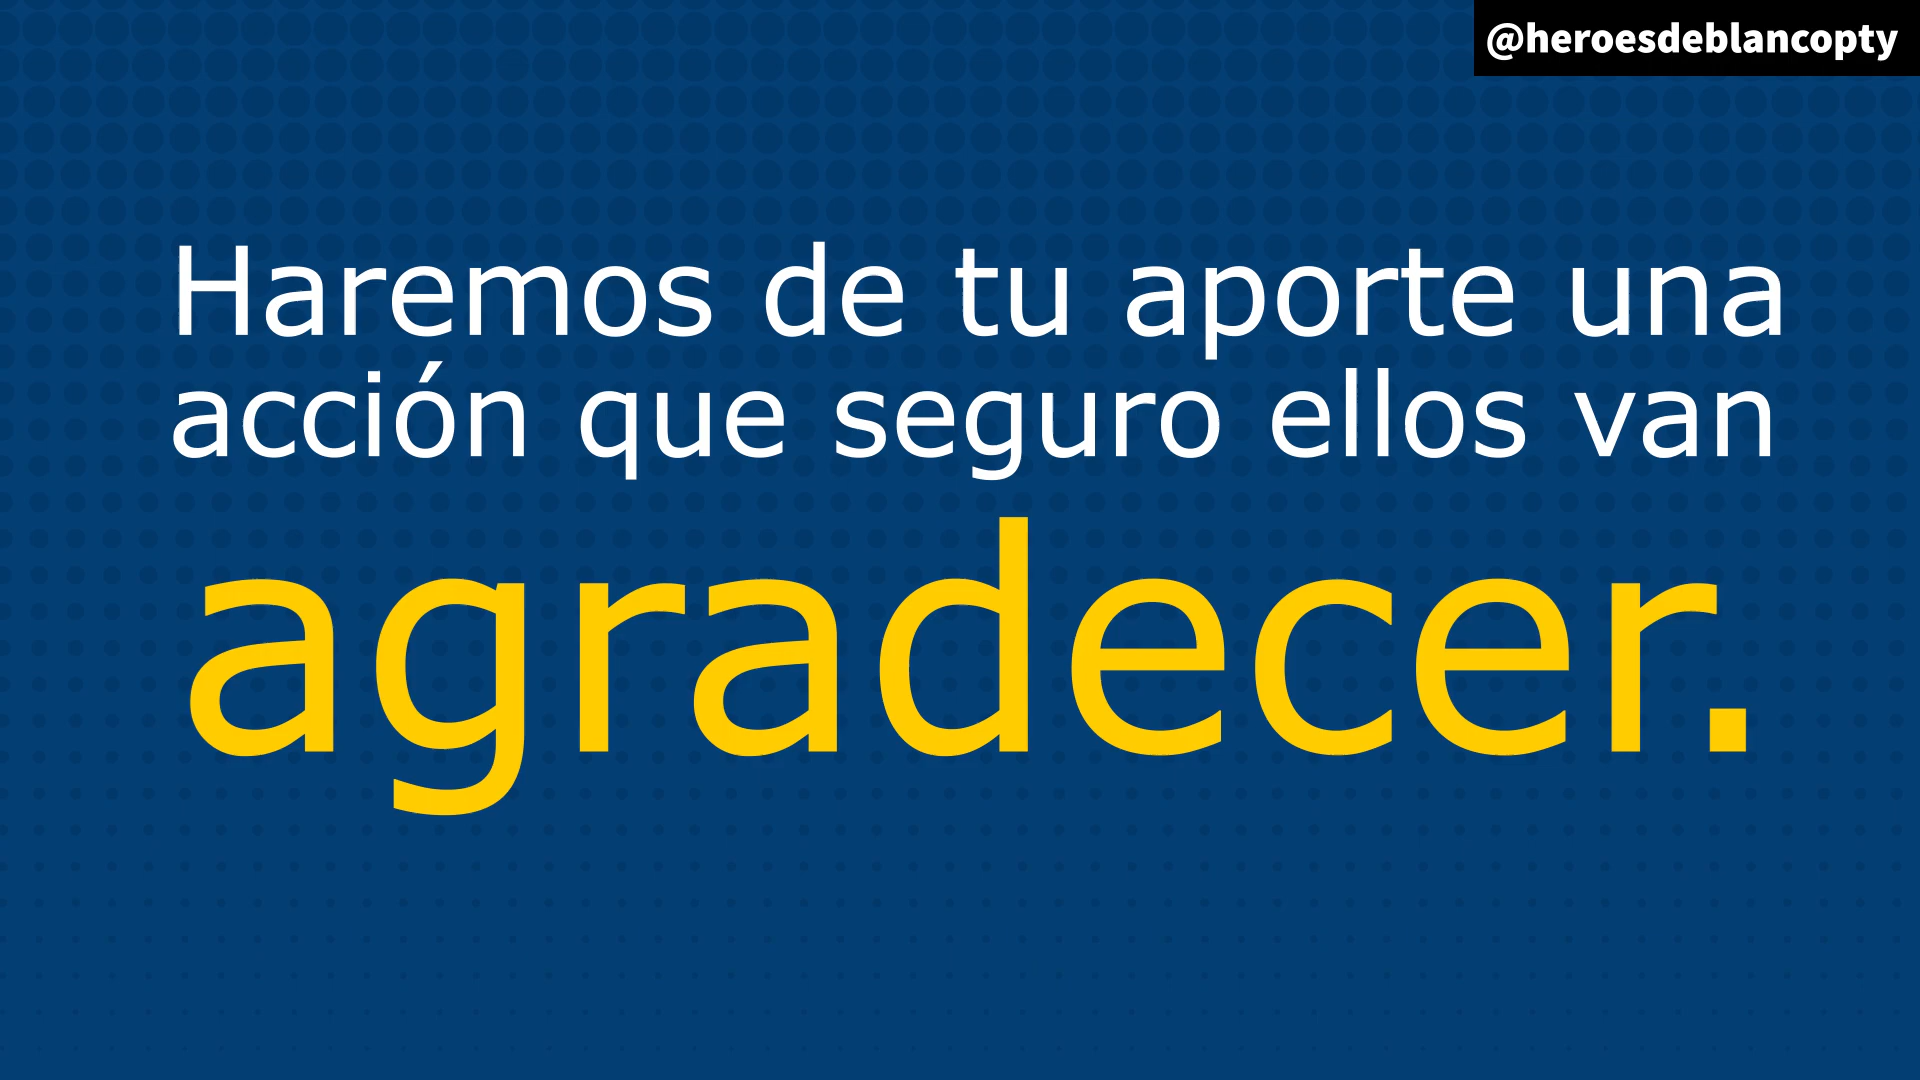 @heroesdeblancopty
Haremos de tu aporte una
acción que seguro ellos van
agradecer.